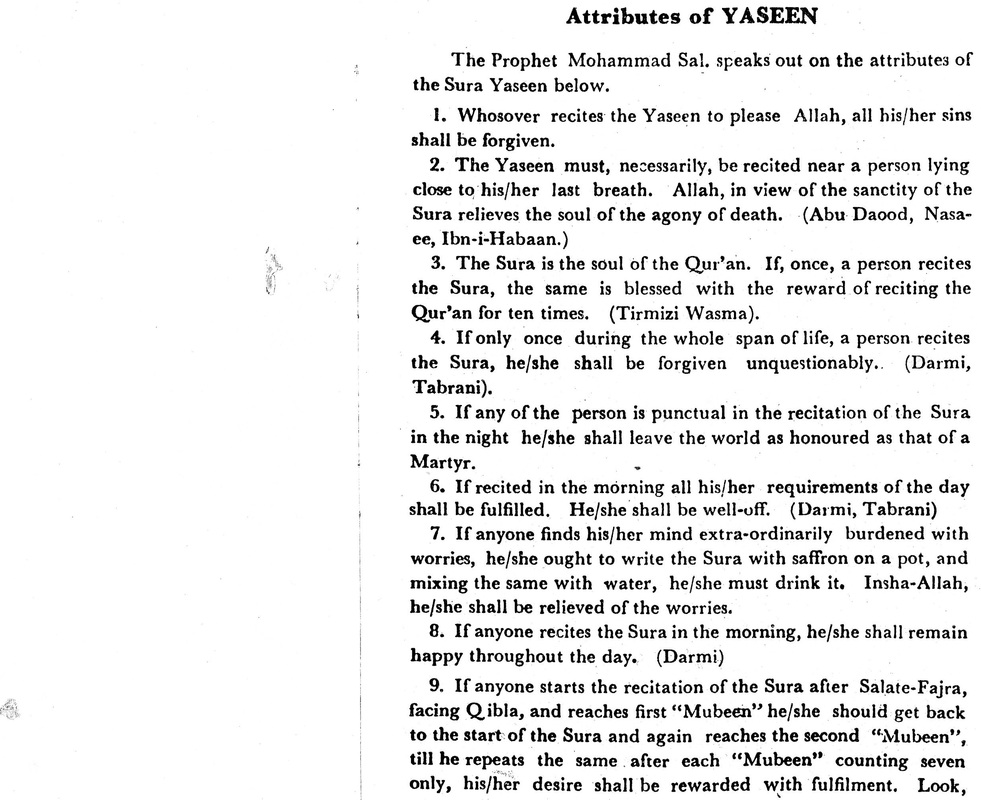 Attributes of YASEEN
The Prophet Mohammad Sal. speaks out on the attributes of
the Sura Yaseen below.
1. Whosover recites the Yaseen to please Allah, all his/her sins
shall be forgiven.
2. The Yaseen must, necessarily, be recited near a person lying
close to his/her last breath. Allah, in view of the sanctity of the
Sura relieves the soul of the agony of death. (Abu Daood, Nasa-
ee, Ibn-i-Habaan.)
3. The Sura is the soul of the Qur'an. If, once, a person recites
the Sura, the same is blessed with the reward of reciting the
Qur'an for ten times. (Tirmizi Wasma).
4. If only once during the whole span of life, a person recites
the Sura, he/she shall be forgiven unquestionably.. (Darmi,
Tabrani).
5. If any of the person is punctual in the recitation of the Sura
in the night he/she shall leave the world as honoured as that of a
Martyr.
6. If recited in the morning all his/her requirements of the day
shall be fulfilled. He/she shall be well-off. (Darmi, Tabrani)
7. If anyone finds his/her mind extra-ordinarily burdened with
worries, he/she ought to write the Sura with saffron on a pot, and
mixing the same with water, he/she must drink it. Insha-Allah,
he/she shall be relieved of the worries.
8. If anyone recites the Sura in the morning, he/she shall remain
happy throughout the day. (Darmi)
9. If anyone starts the recitation of the Sura after Salate-Fajra,
facing Qibla, and reaches first "Mubeen" he/she should get back
to the start of the Sura and again reaches the second "Mubeen",
till he repeats the same after each "Mubeen" counting seven
only, his/her desire shall be rewarded with fulfilment. Look,